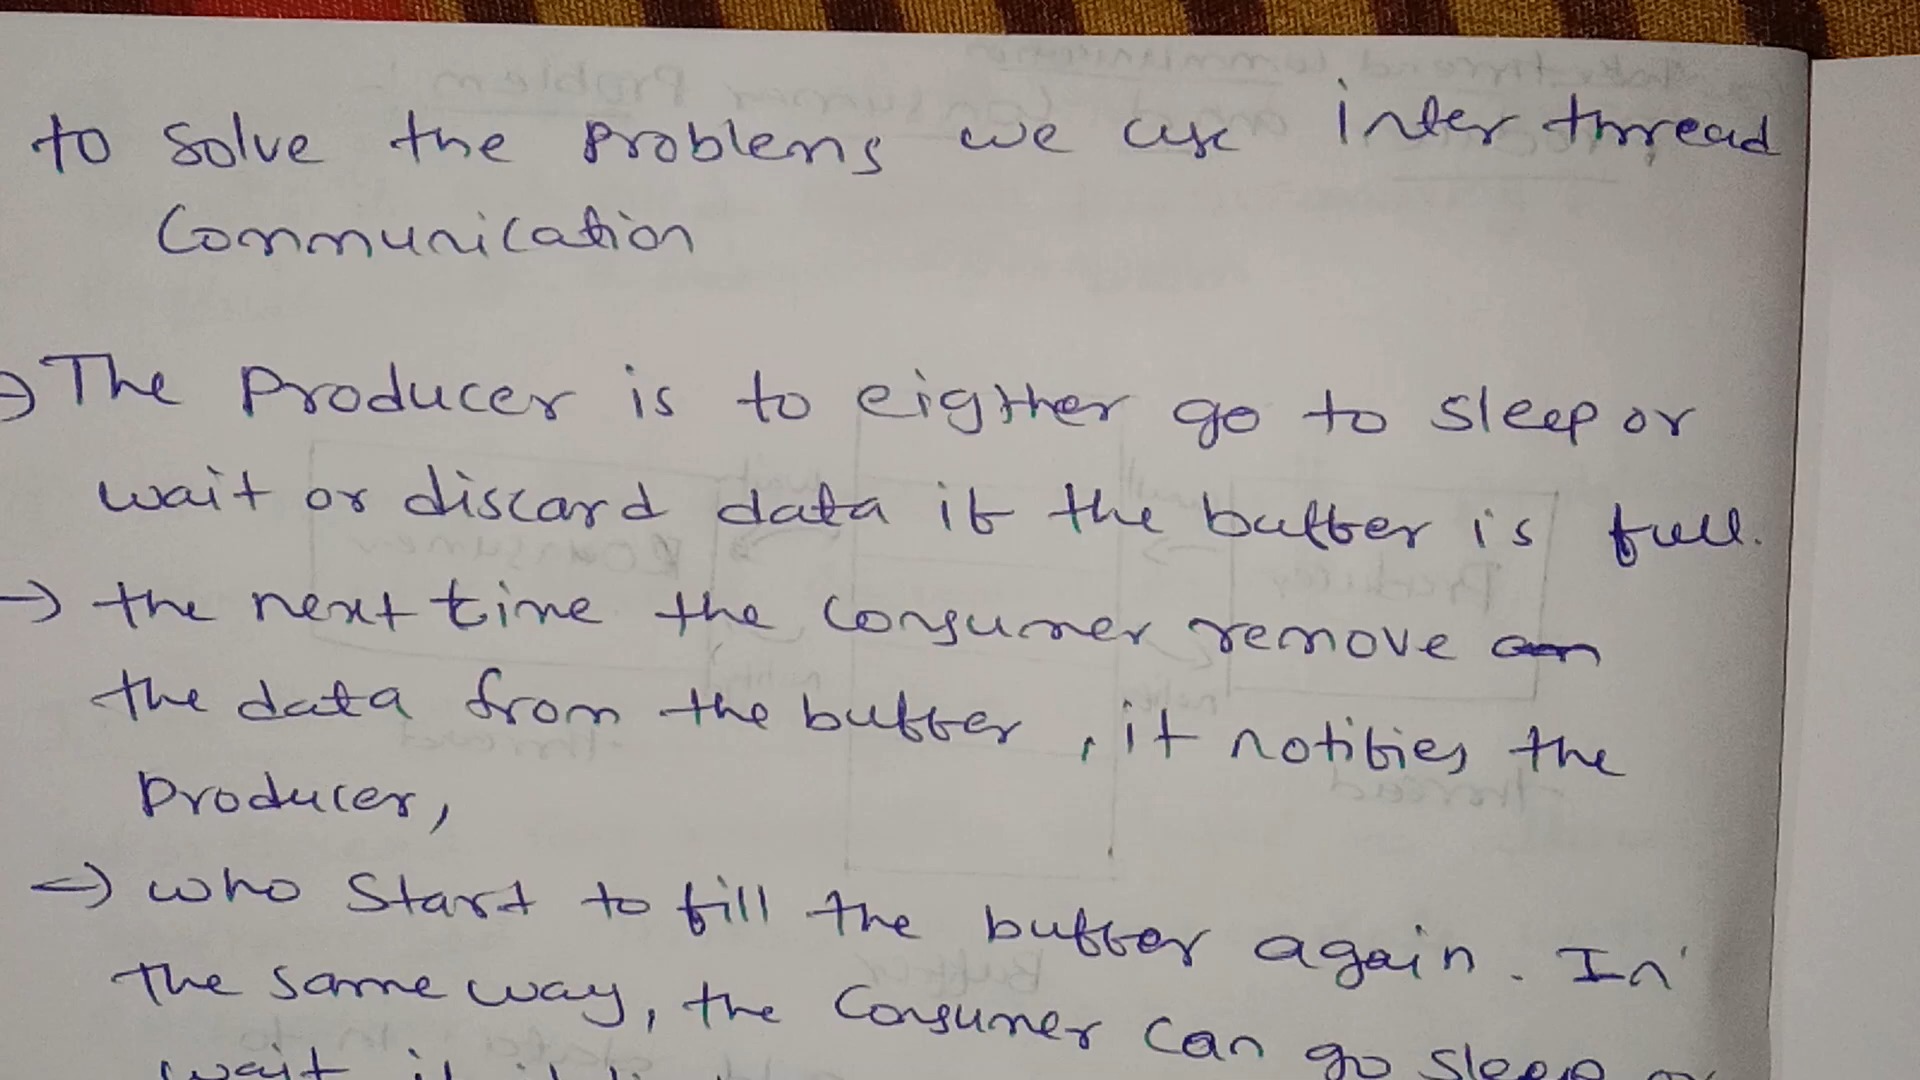 to solve the problems we use inter thread
Communication
→ The producer is to eigther go to sleep or
wait or discard data if the buffer is full.
→ the next time the consumer remove an
the data from the buffer, it notifies the
producer,
→ who start to fill the buffer again. In
the same way, the consumer can go sleep or
wait